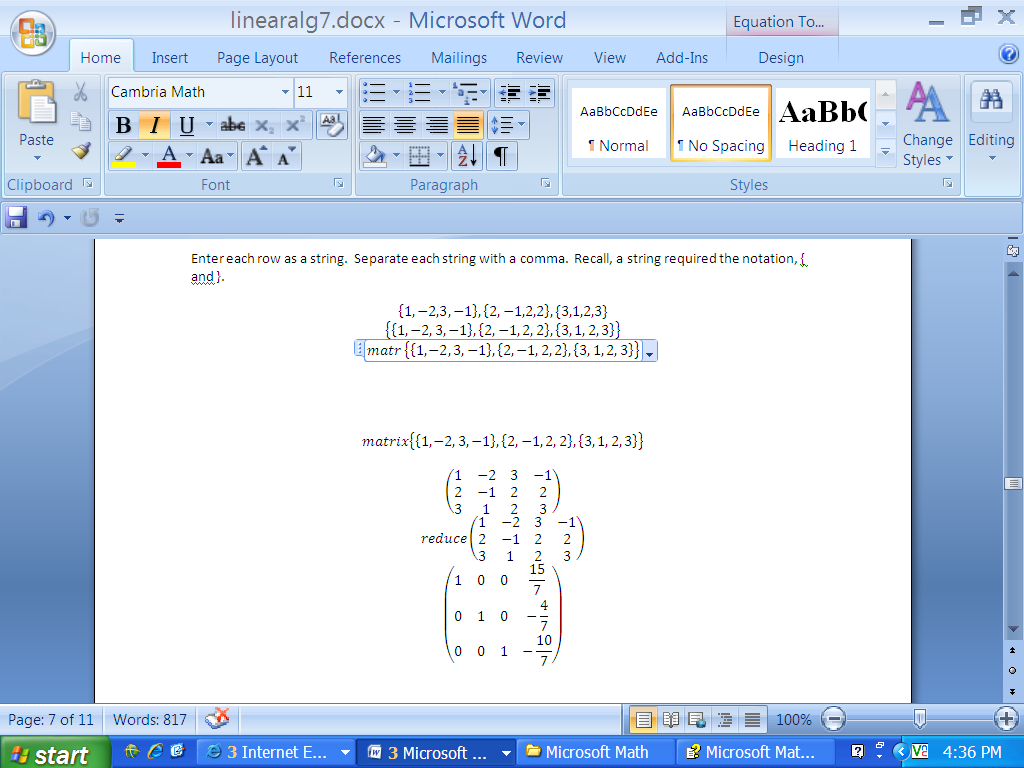 linearalg7.docx - Microsoft Word
Equation To...
Home Insert Page Layout References Mailings Review View Add-Ins Design
Cambria Math 11
Paste
B I U abc x₂ x² Aa A A
AaBbCcDdEe AaBbCcDdEe AaBb(
¶ Normal ¶ No Spacing Heading 1
Change Styles
Editing
Clipboard Font Paragraph Styles
Enter each row as a string. Separate each string with a comma. Recall, a string required the notation, {
and }.
{1, −2,3, −1}, {2, −1,2,2}, {3,1,2,3}
{{1, −2, 3, −1}, {2, −1, 2, 2}, {3, 1, 2, 3}}
matr {{1, −2, 3, −1}, {2, −1, 2, 2}, {3, 1, 2, 3}}
matrix{{1, −2, 3, −1}, {2, −1, 2, 2}, {3, 1, 2, 3}}
1 −2 3 −1
2 −1 2 2
3 1 2 3
1 −2 3 −1
reduce 2 −1 2 2
3 1 2 3
1 0 0 15/7
0 1 0 −4/7
0 0 1 −10/7
Page: 7 of 11 Words: 817 100%
start 3 Internet E... 3 Microsoft ... Microsoft Math Microsoft Mat... 4:36 PM